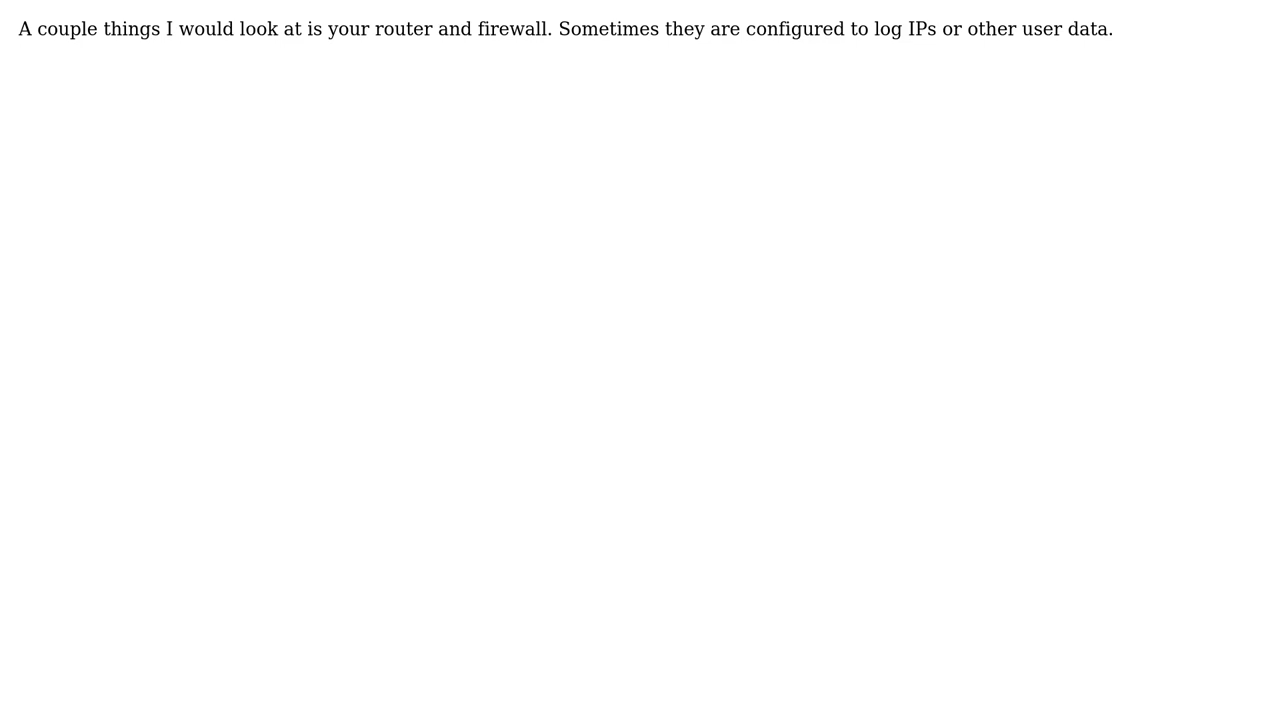 A couple things I would look at is your router and firewall. Sometimes they are configured to log IPs or other user data.